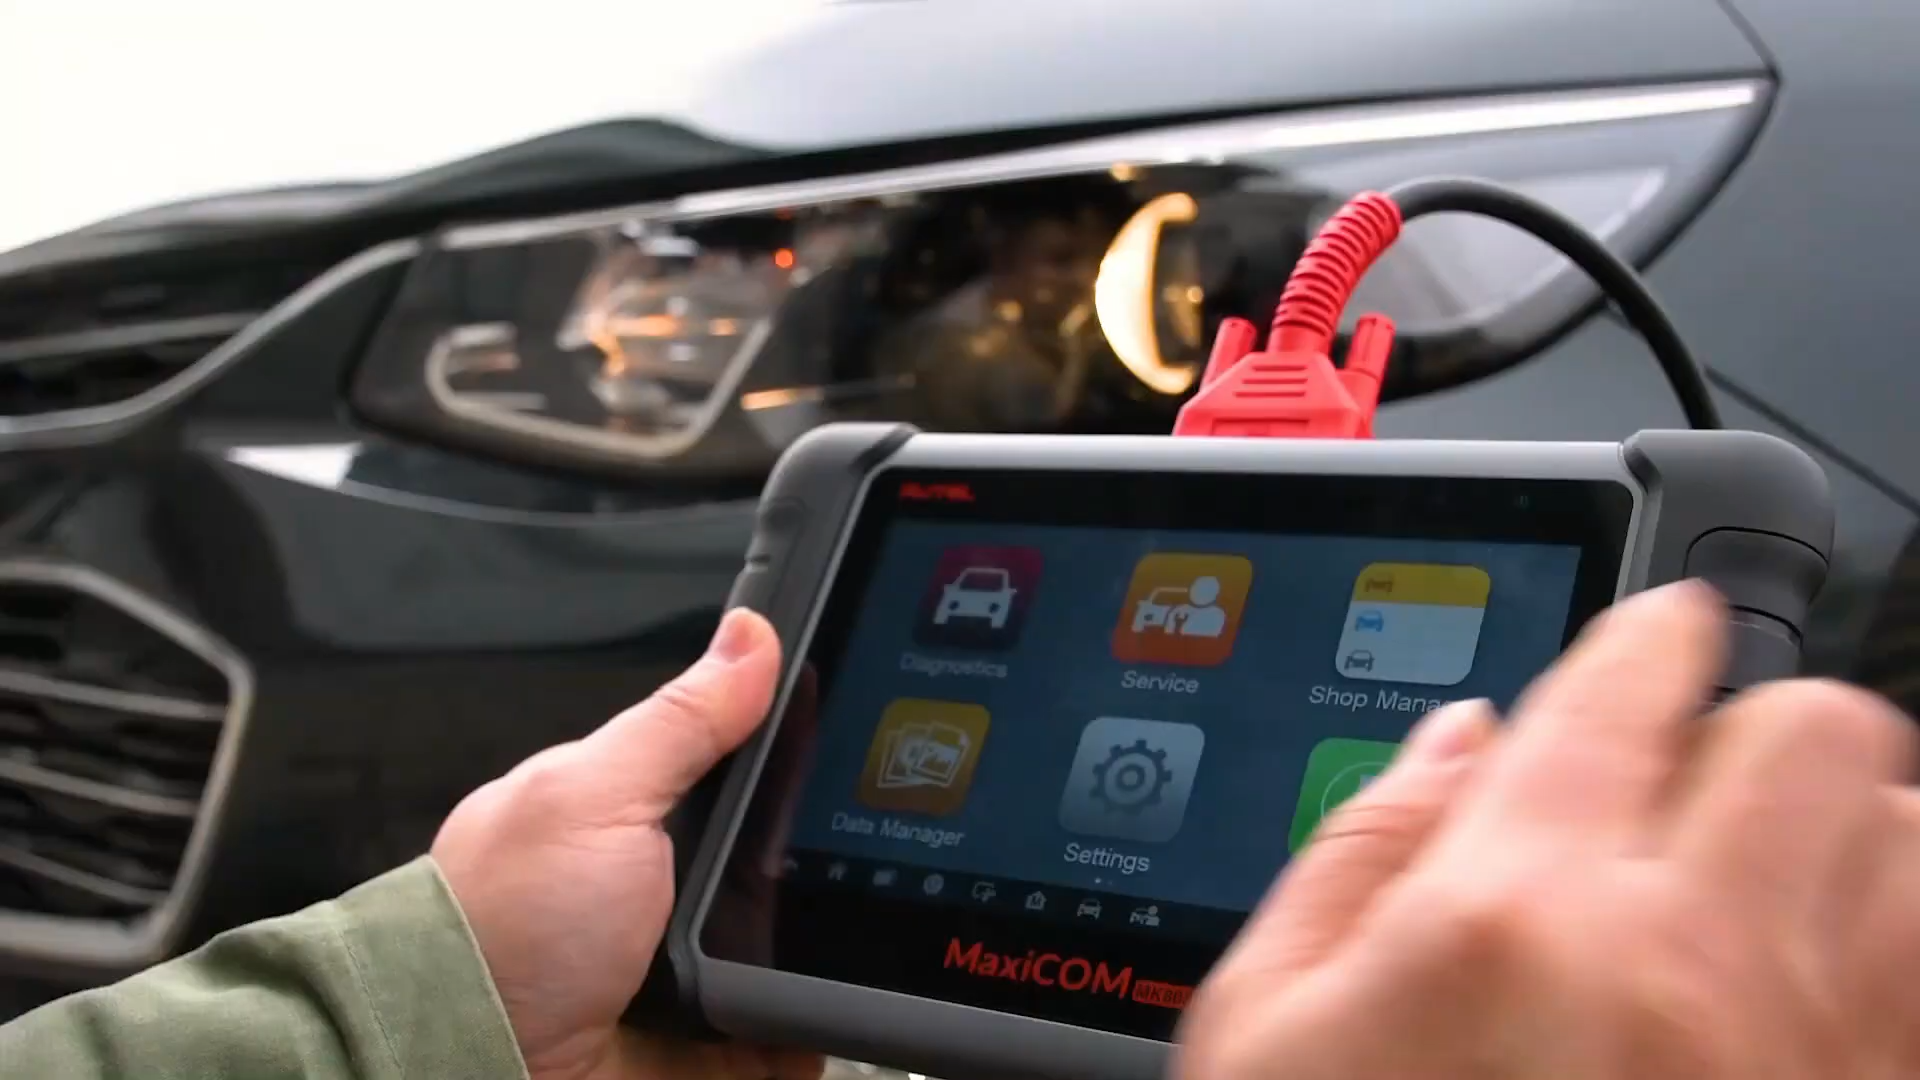 AUTEL
Diagnostics
Service
Shop Mana
Data Manager
Settings
MaxiCOM